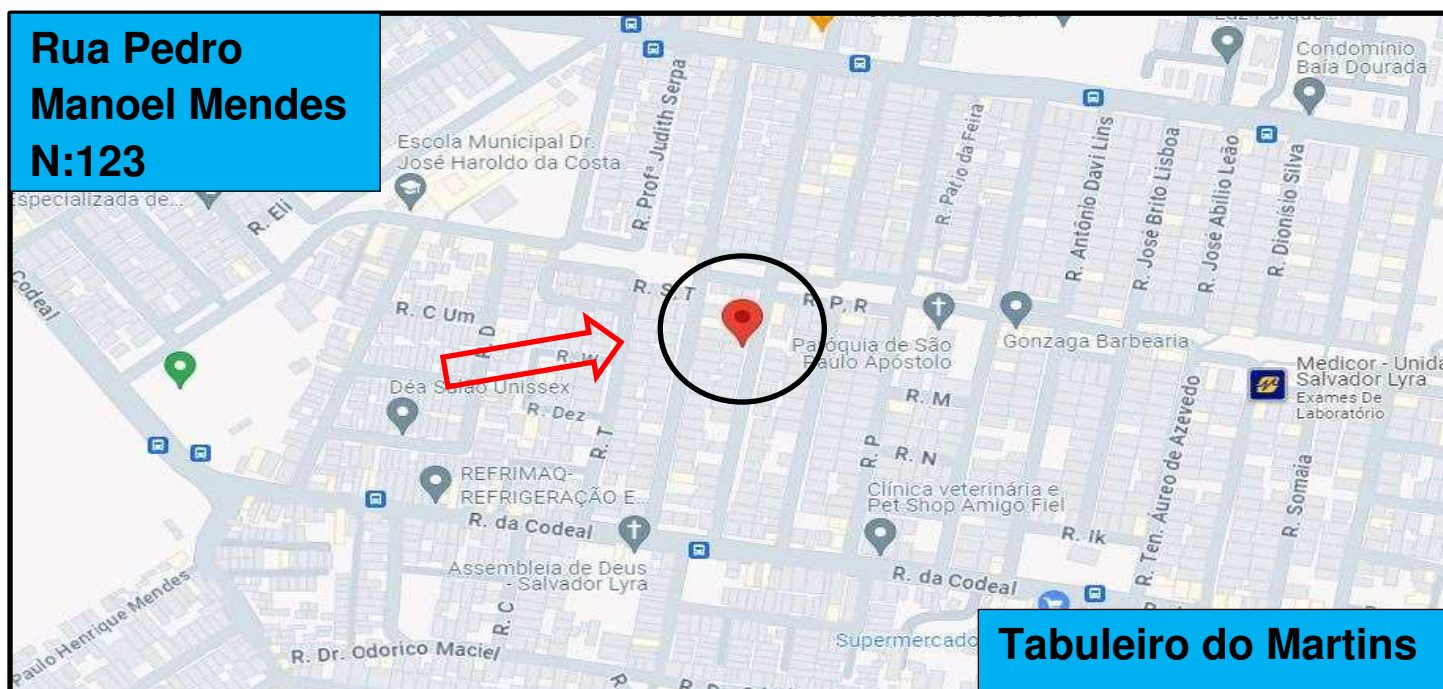 Rua Pedro
Manoel Mendes
N:123
Especializada de...
Condomínio
Baía Dourada
Escola Municipal Dr.
José Haroldo da Costa
R. Eli
R. Profª Judith Serpa
R. Patio da Feira
R. Antônio Davi Lins
R. José Brito Lisboa
R. José Abílio Leão
R. Dionisio Silva
Codeal
R. S, T
R. P, R
R. C Um
R. D
R. W
Paróquia de São
Paulo Apóstolo
Gonzaga Barbearia
Medicor - Unida
Salvador Lyra
Exames De
Laboratório
Déa Salão Unissex
R. Dez
R. M
R. T
R. P
R. N
R. Ten. Áureo de Azevedo
R. Somaia
REFRIMAQ-
REFRIGERAÇÃO E...
Clínica veterinária e
Pet Shop Amigo Fiel
R. da Codeal
R. Ik
Assembleia de Deus
- Salvador Lyra
R. da Codeal
R. C
Paulo Henrique Mendes
R. Dr. Odorico Maciel
Supermercado
Tabuleiro do Martins